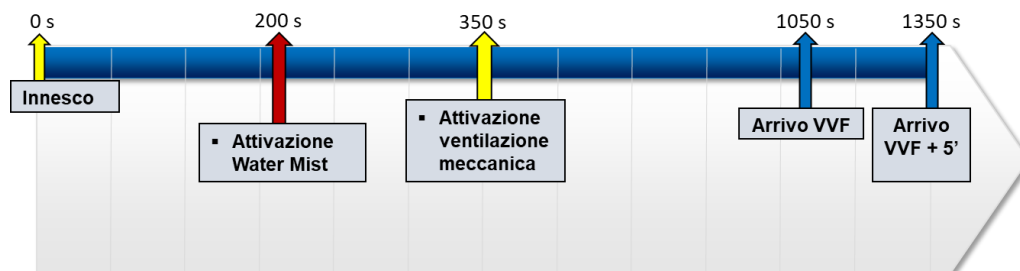 0 s
200 s
350 s
1050 s
1350 s
Innesco
▪ Attivazione
Water Mist
▪ Attivazione
ventilazione
meccanica
Arrivo VVF
Arrivo
VVF + 5’